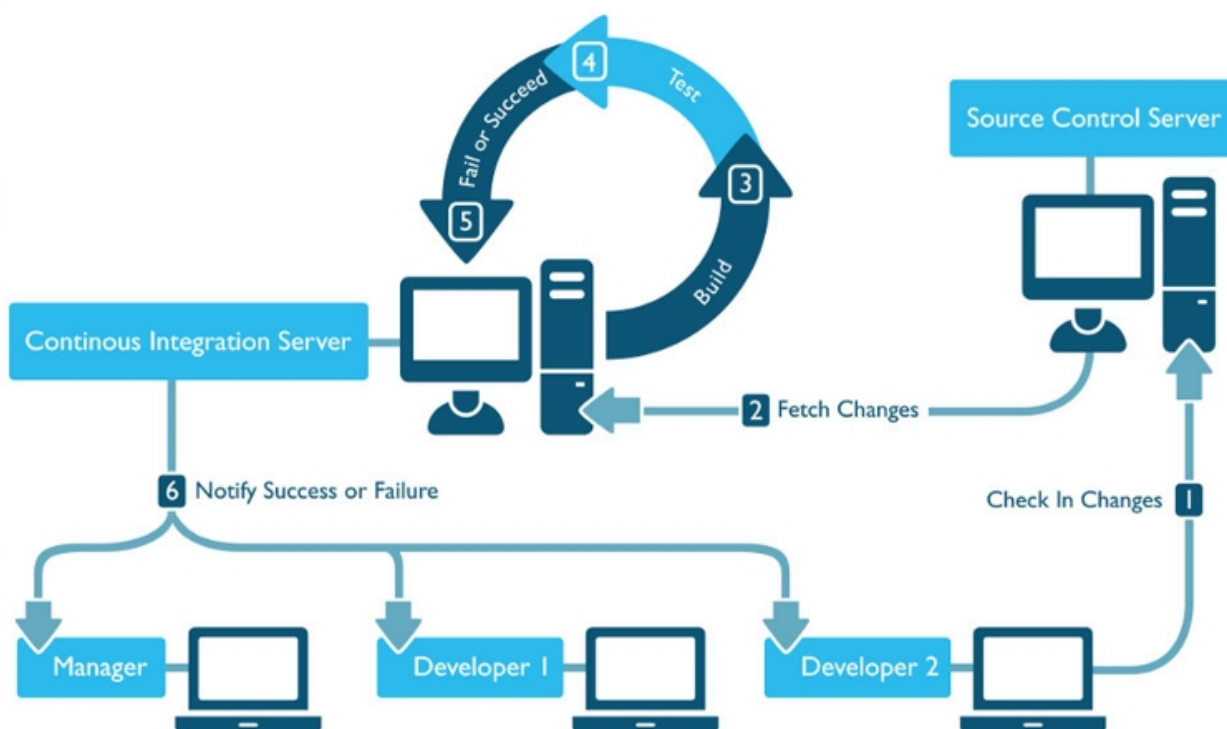 4
Test
Fail or Succeed
5
3
Build
Source Control Server
Continous Integration Server
2 Fetch Changes
6 Notify Success or Failure
Check In Changes 1
Manager
Developer 1
Developer 2